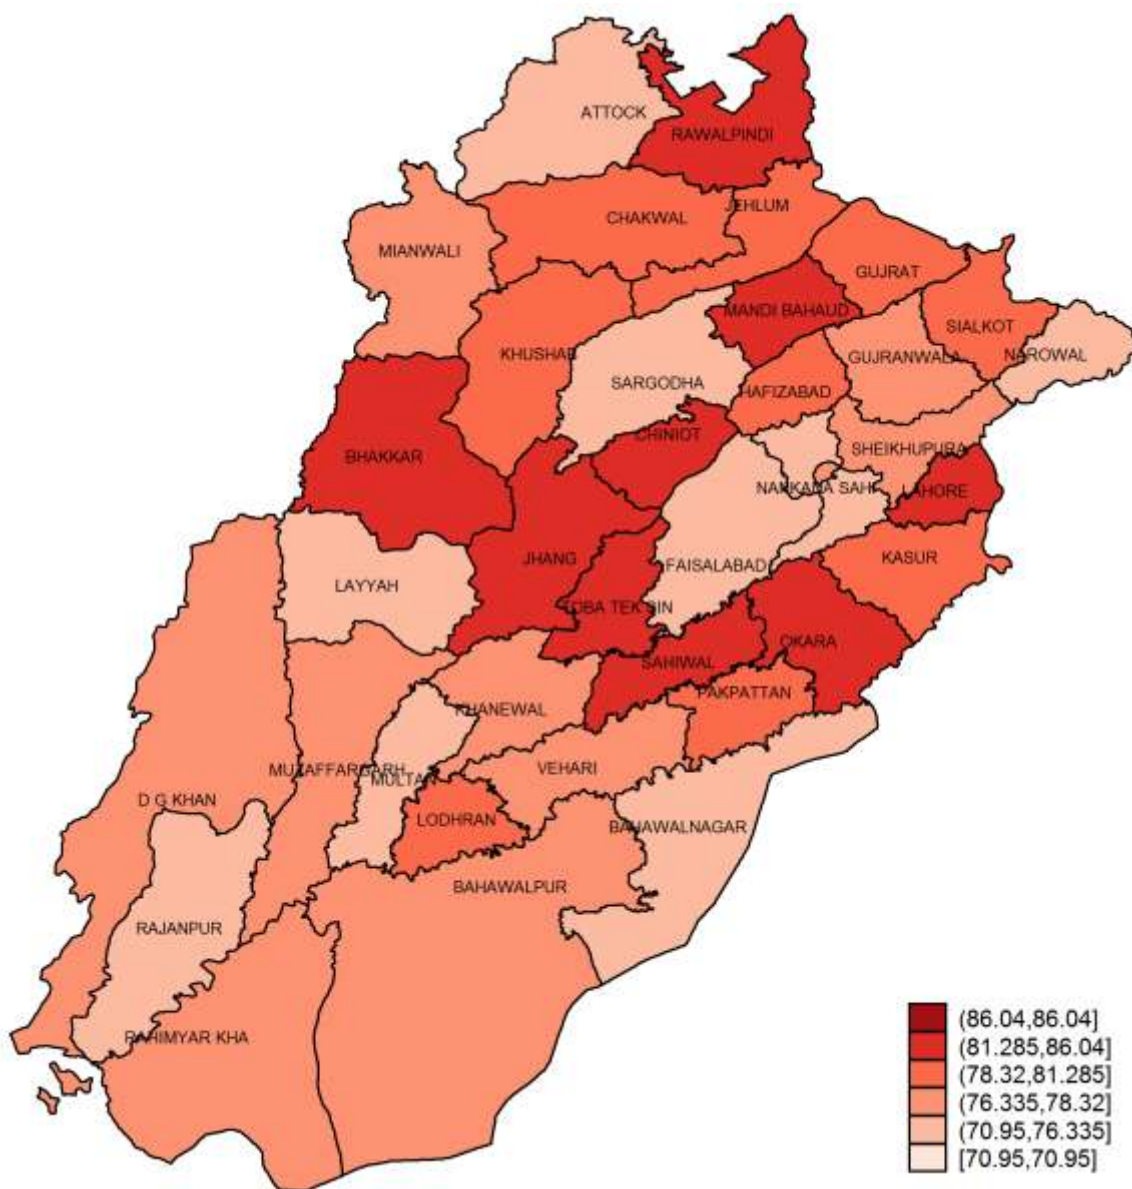 ATTOCK
RAWALPINDI
JEHLUM
CHAKWAL
MIANWALI
GUJRAT
MANDI BAHAUD
SIALKOT
KHUSHAB
GUJRANWALA
NAROWAL
SARGODHA
HAFIZABAD
CHINIOT
SHEIKHUPURA
BHAKKAR
NANKANA SAHI
LAHORE
JHANG
KASUR
FAISALABAD
LAYYAH
TOBA TEK SIN
OKARA
SAHIWAL
PAKPATTAN
KHANEWAL
MUZAFFARGARH
VEHARI
MULTAN
D G KHAN
LODHRAN
BAHAWALNAGAR
BAHAWALPUR
RAJANPUR
RAHIMYAR KHA
(86.04,86.04]
(81.285,86.04]
(78.32,81.285]
(76.335,78.32]
(70.95,76.335]
[70.95,70.95]